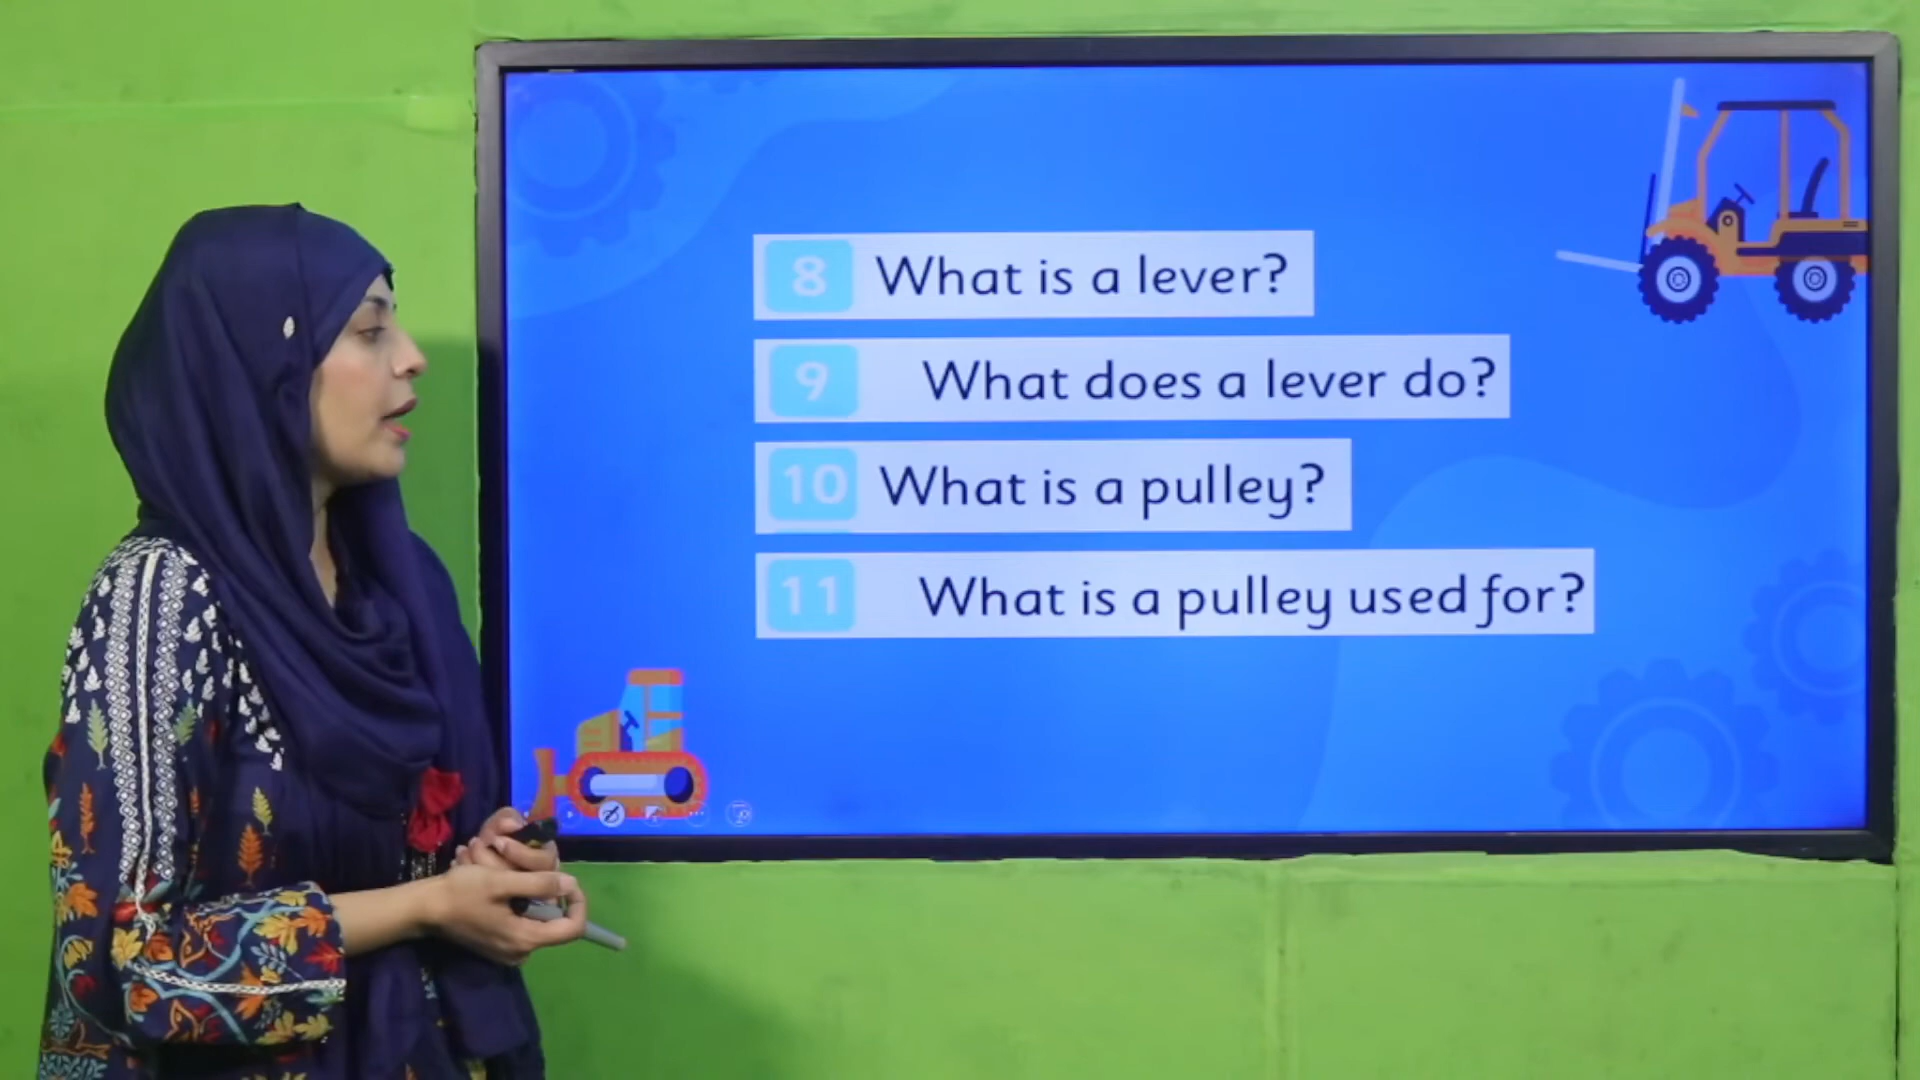 8 What is a lever?
9 What does a lever do?
10 What is a pulley?
11 What is a pulley used for?